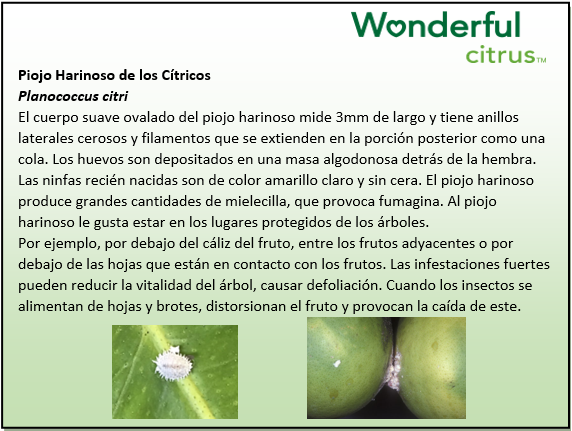 Wonderful
citrus™
Piojo Harinoso de los Cítricos
Planococcus citri
El cuerpo suave ovalado del piojo harinoso mide 3mm de largo y tiene anillos
laterales cerosos y filamentos que se extienden en la porción posterior como una
cola. Los huevos son depositados en una masa algodonosa detrás de la hembra.
Las ninfas recién nacidas son de color amarillo claro y sin cera. El piojo harinoso
produce grandes cantidades de mielecilla, que provoca fumagina. Al piojo
harinoso le gusta estar en los lugares protegidos de los árboles.
Por ejemplo, por debajo del cáliz del fruto, entre los frutos adyacentes o por
debajo de las hojas que están en contacto con los frutos. Las infestaciones fuertes
pueden reducir la vitalidad del árbol, causar defoliación. Cuando los insectos se
alimentan de hojas y brotes, distorsionan el fruto y provocan la caída de este.